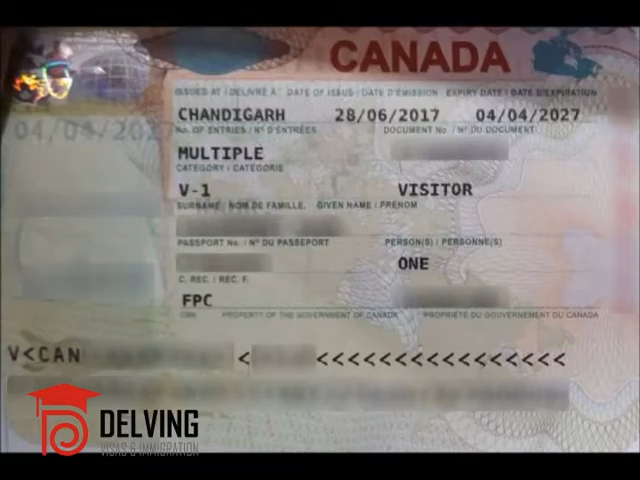 CANADA
ISSUED AT / DÉLIVRÉ À DATE OF ISSUE / DATE D'ÉMISSION EXPIRY DATE / DATE D'EXPIRATION
CHANDIGARH 28/06/2017 04/04/2027
No. OF ENTRIES / Nº D'ENTRÉES DOCUMENT No. / Nº DU DOCUMENT
MULTIPLE
CATEGORY / CATÉGORIE
V-1 VISITOR
SURNAME / NOM DE FAMILLE, GIVEN NAME / PRÉNOM
PASSPORT No. / Nº DU PASSEPORT PERSON(S) / PERSONNE(S)
ONE
C. REC. / REC. F.
FPC
PROPERTY OF THE GOVERNMENT OF CANADA / PROPRIÉTÉ DU GOUVERNEMENT DU CANADA
V<CAN <<<<<<<<<<<<<<<<<<<
DELVING
VISAS & IMMIGRATION